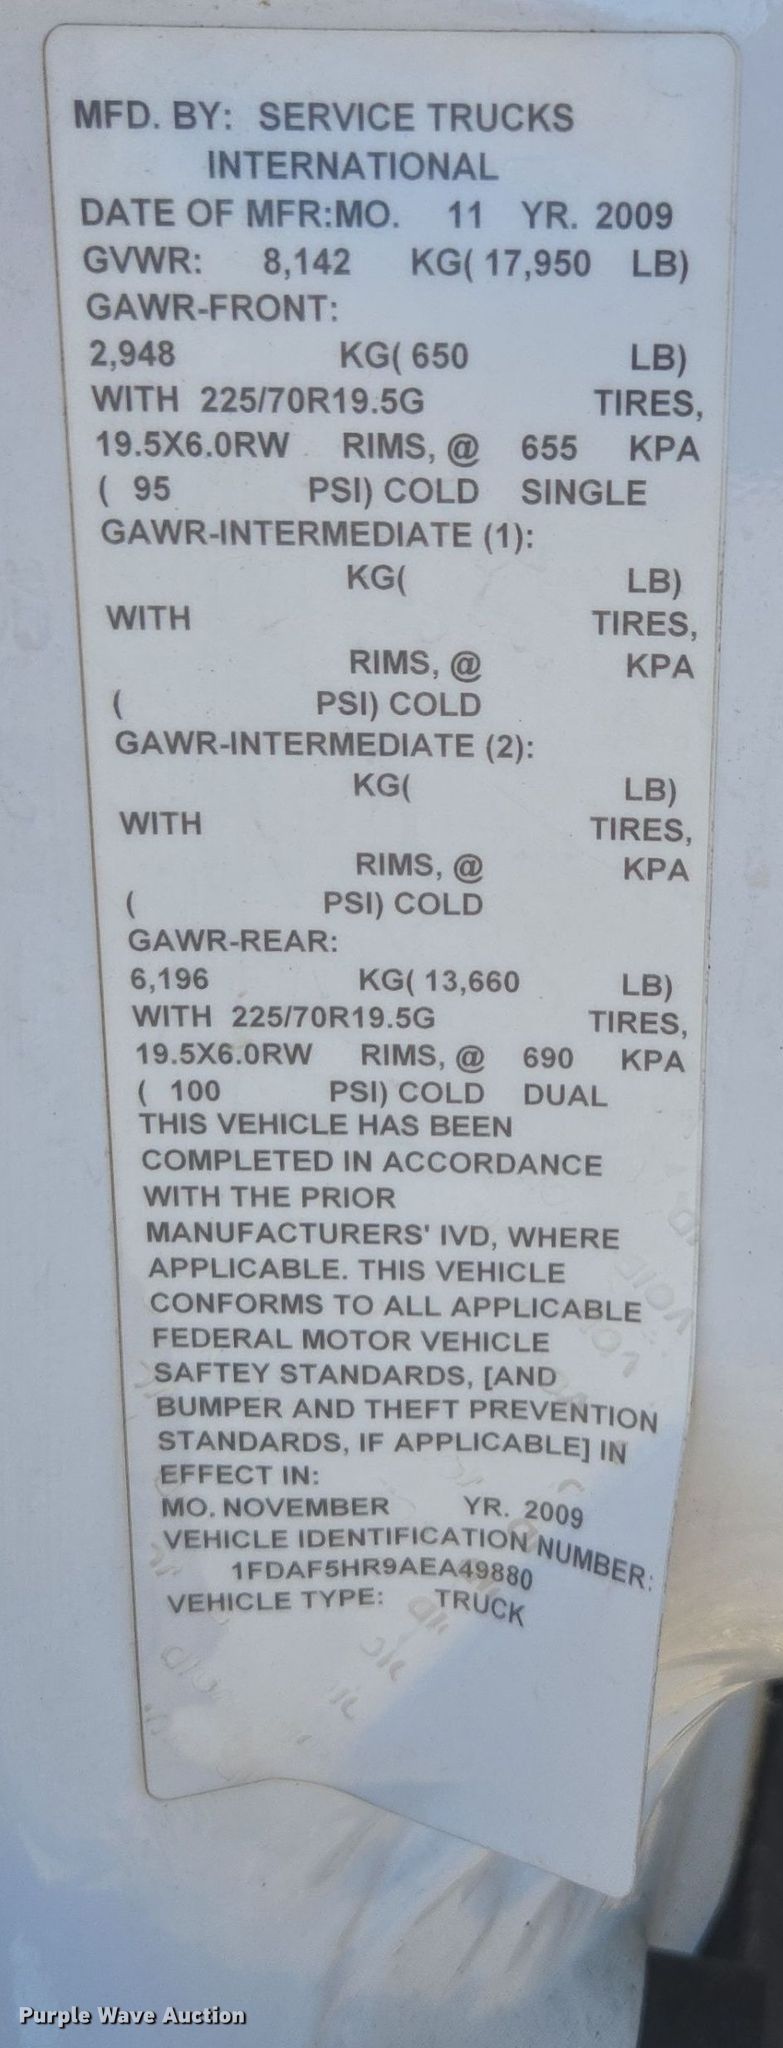 MFD. BY: SERVICE TRUCKS
INTERNATIONAL
DATE OF MFR:MO. 11 YR. 2009
GVWR: 8,142 KG( 17,950 LB)
GAWR-FRONT:
2,948 KG( 650 LB)
WITH 225/70R19.5G TIRES,
19.5X6.0RW RIMS, @ 655 KPA
( 95 PSI) COLD SINGLE
GAWR-INTERMEDIATE (1):
KG( LB)
WITH TIRES,
RIMS, @ KPA
( PSI) COLD
GAWR-INTERMEDIATE (2):
KG( LB)
WITH TIRES,
RIMS, @ KPA
( PSI) COLD
GAWR-REAR:
6,196 KG( 13,660 LB)
WITH 225/70R19.5G TIRES,
19.5X6.0RW RIMS, @ 690 KPA
( 100 PSI) COLD DUAL
THIS VEHICLE HAS BEEN
COMPLETED IN ACCORDANCE
WITH THE PRIOR
MANUFACTURERS' IVD, WHERE
APPLICABLE. THIS VEHICLE
CONFORMS TO ALL APPLICABLE
FEDERAL MOTOR VEHICLE
SAFTEY STANDARDS, [AND
BUMPER AND THEFT PREVENTION
STANDARDS, IF APPLICABLE] IN
EFFECT IN:
MO. NOVEMBER YR. 2009
VEHICLE IDENTIFICATION NUMBER:
1FDAF5HR9AEA49880
VEHICLE TYPE: TRUCK
Purple Wave Auction